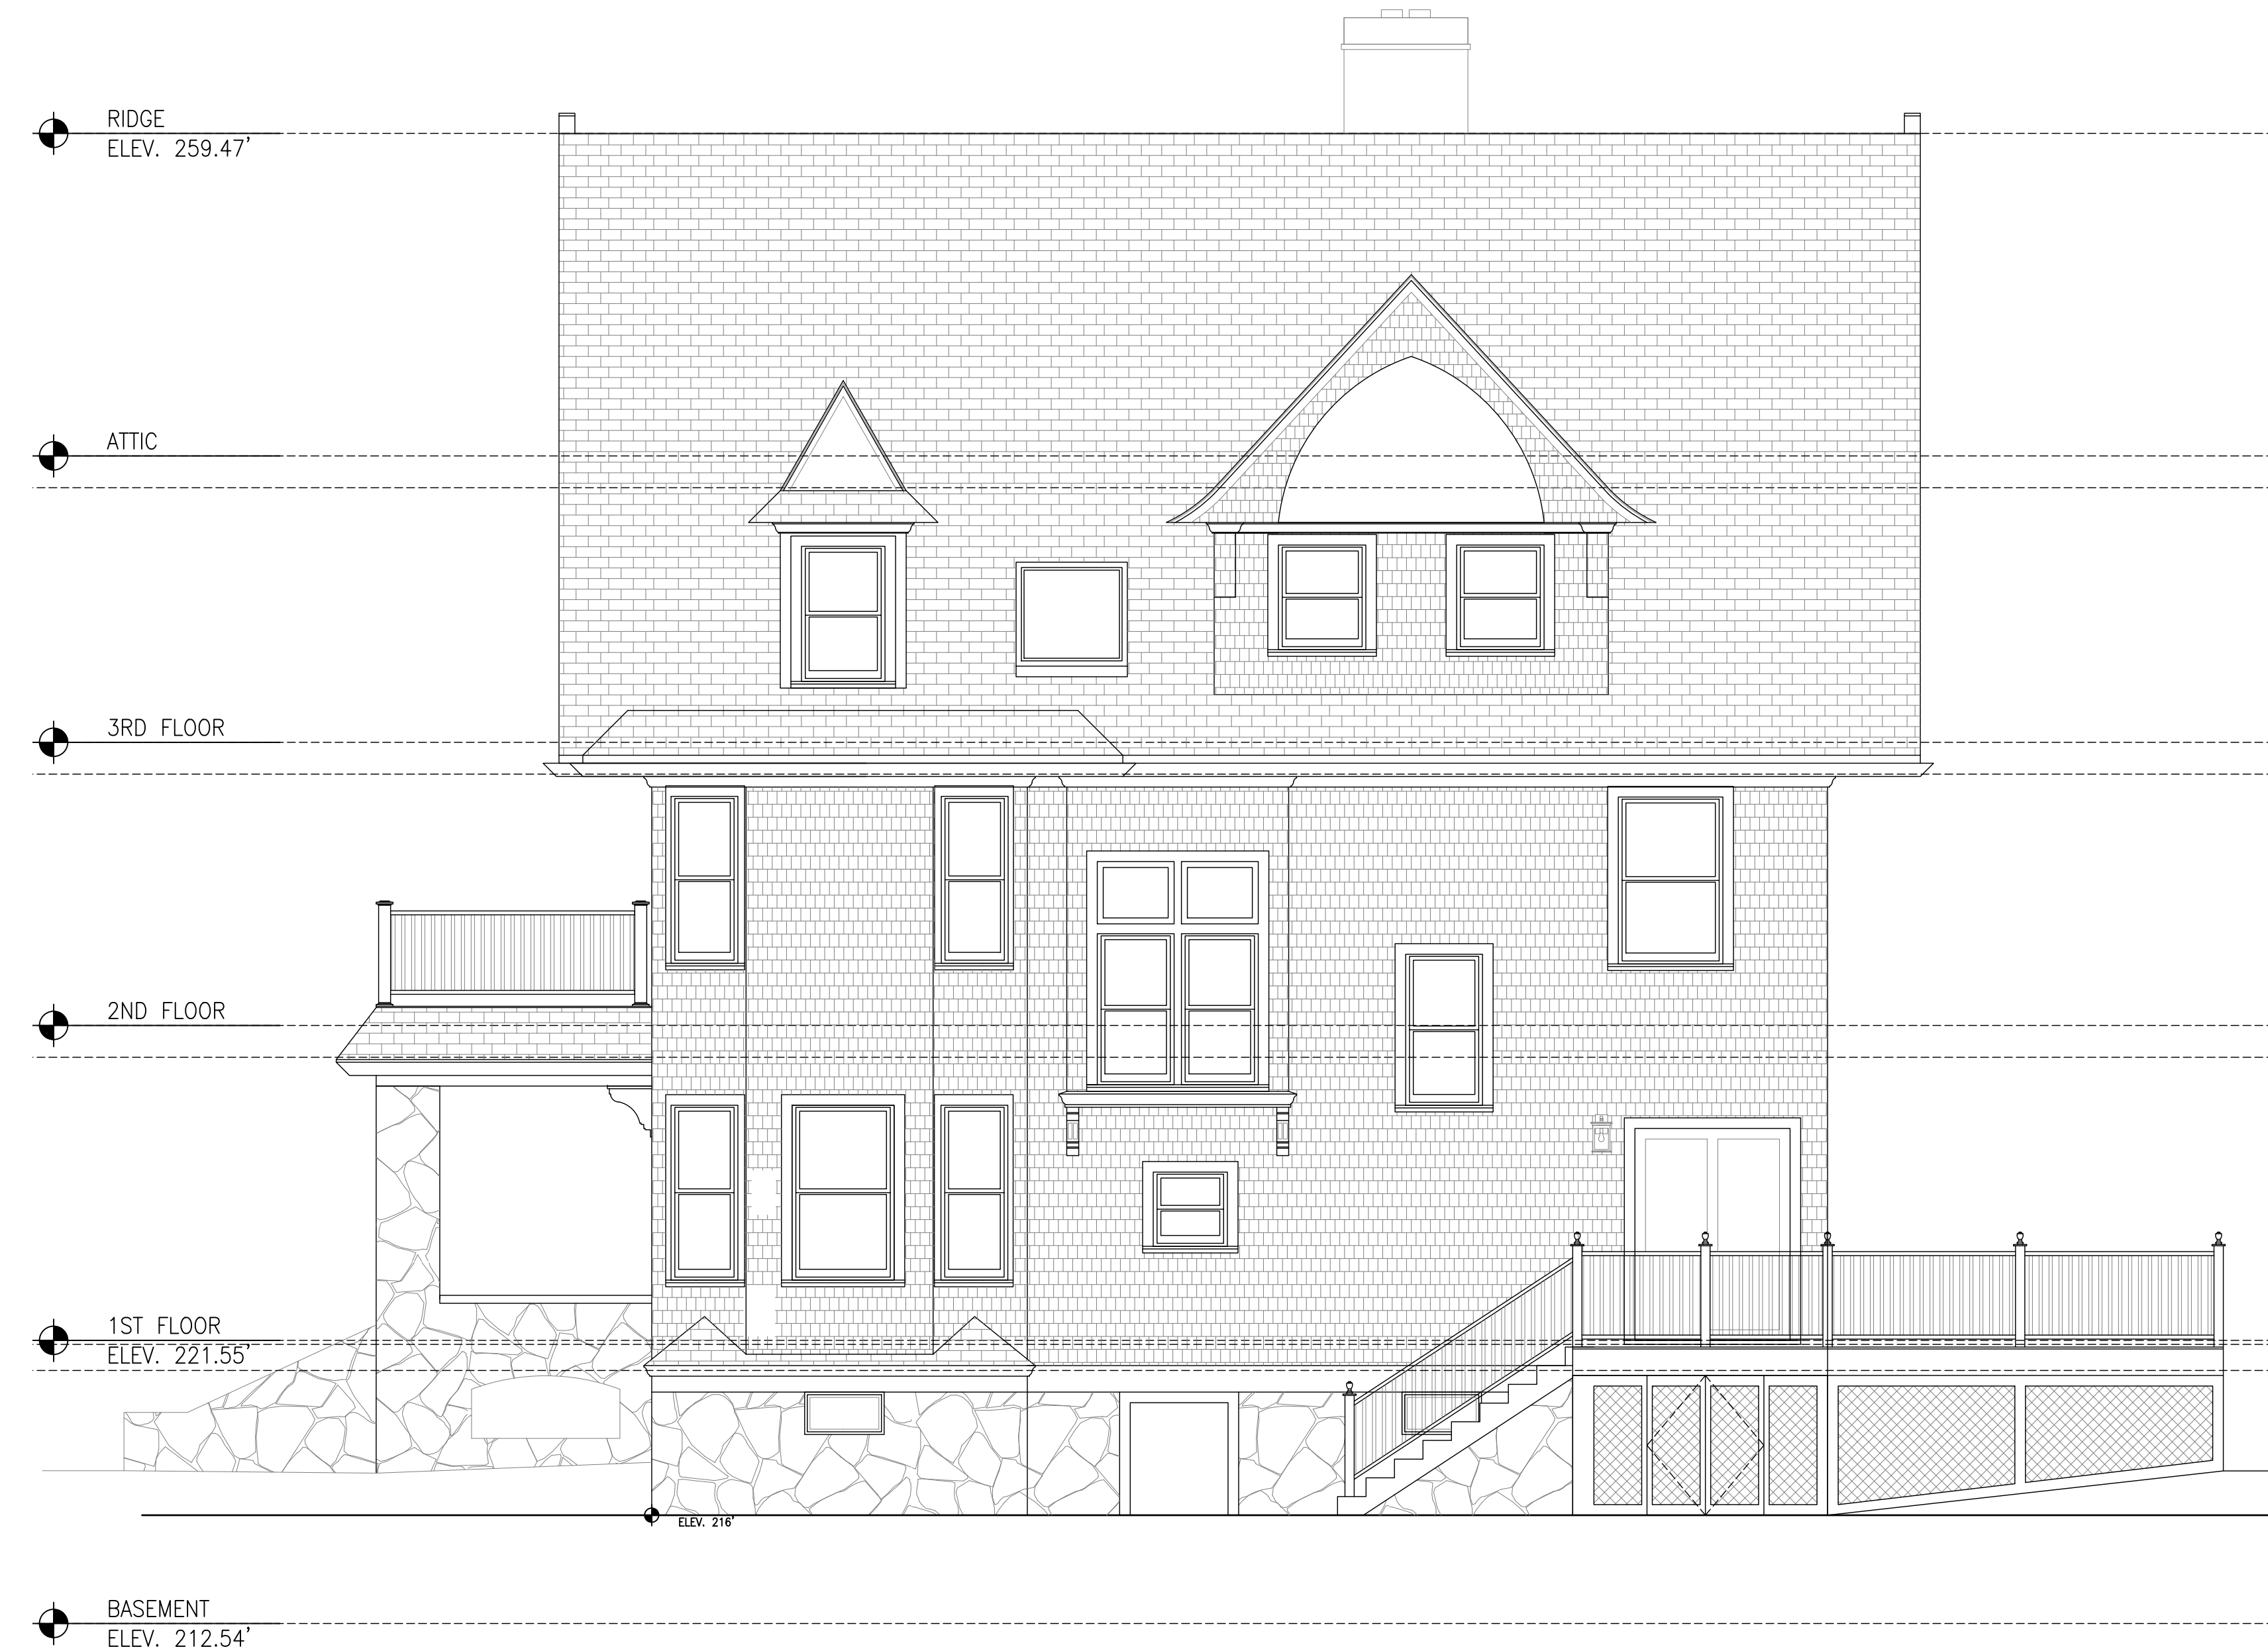 RIDGE
ELEV. 259.47'
ATTIC
3RD FLOOR
2ND FLOOR
1ST FLOOR
ELEV. 221.55'
ELEV. 216'
BASEMENT
ELEV. 212.54'